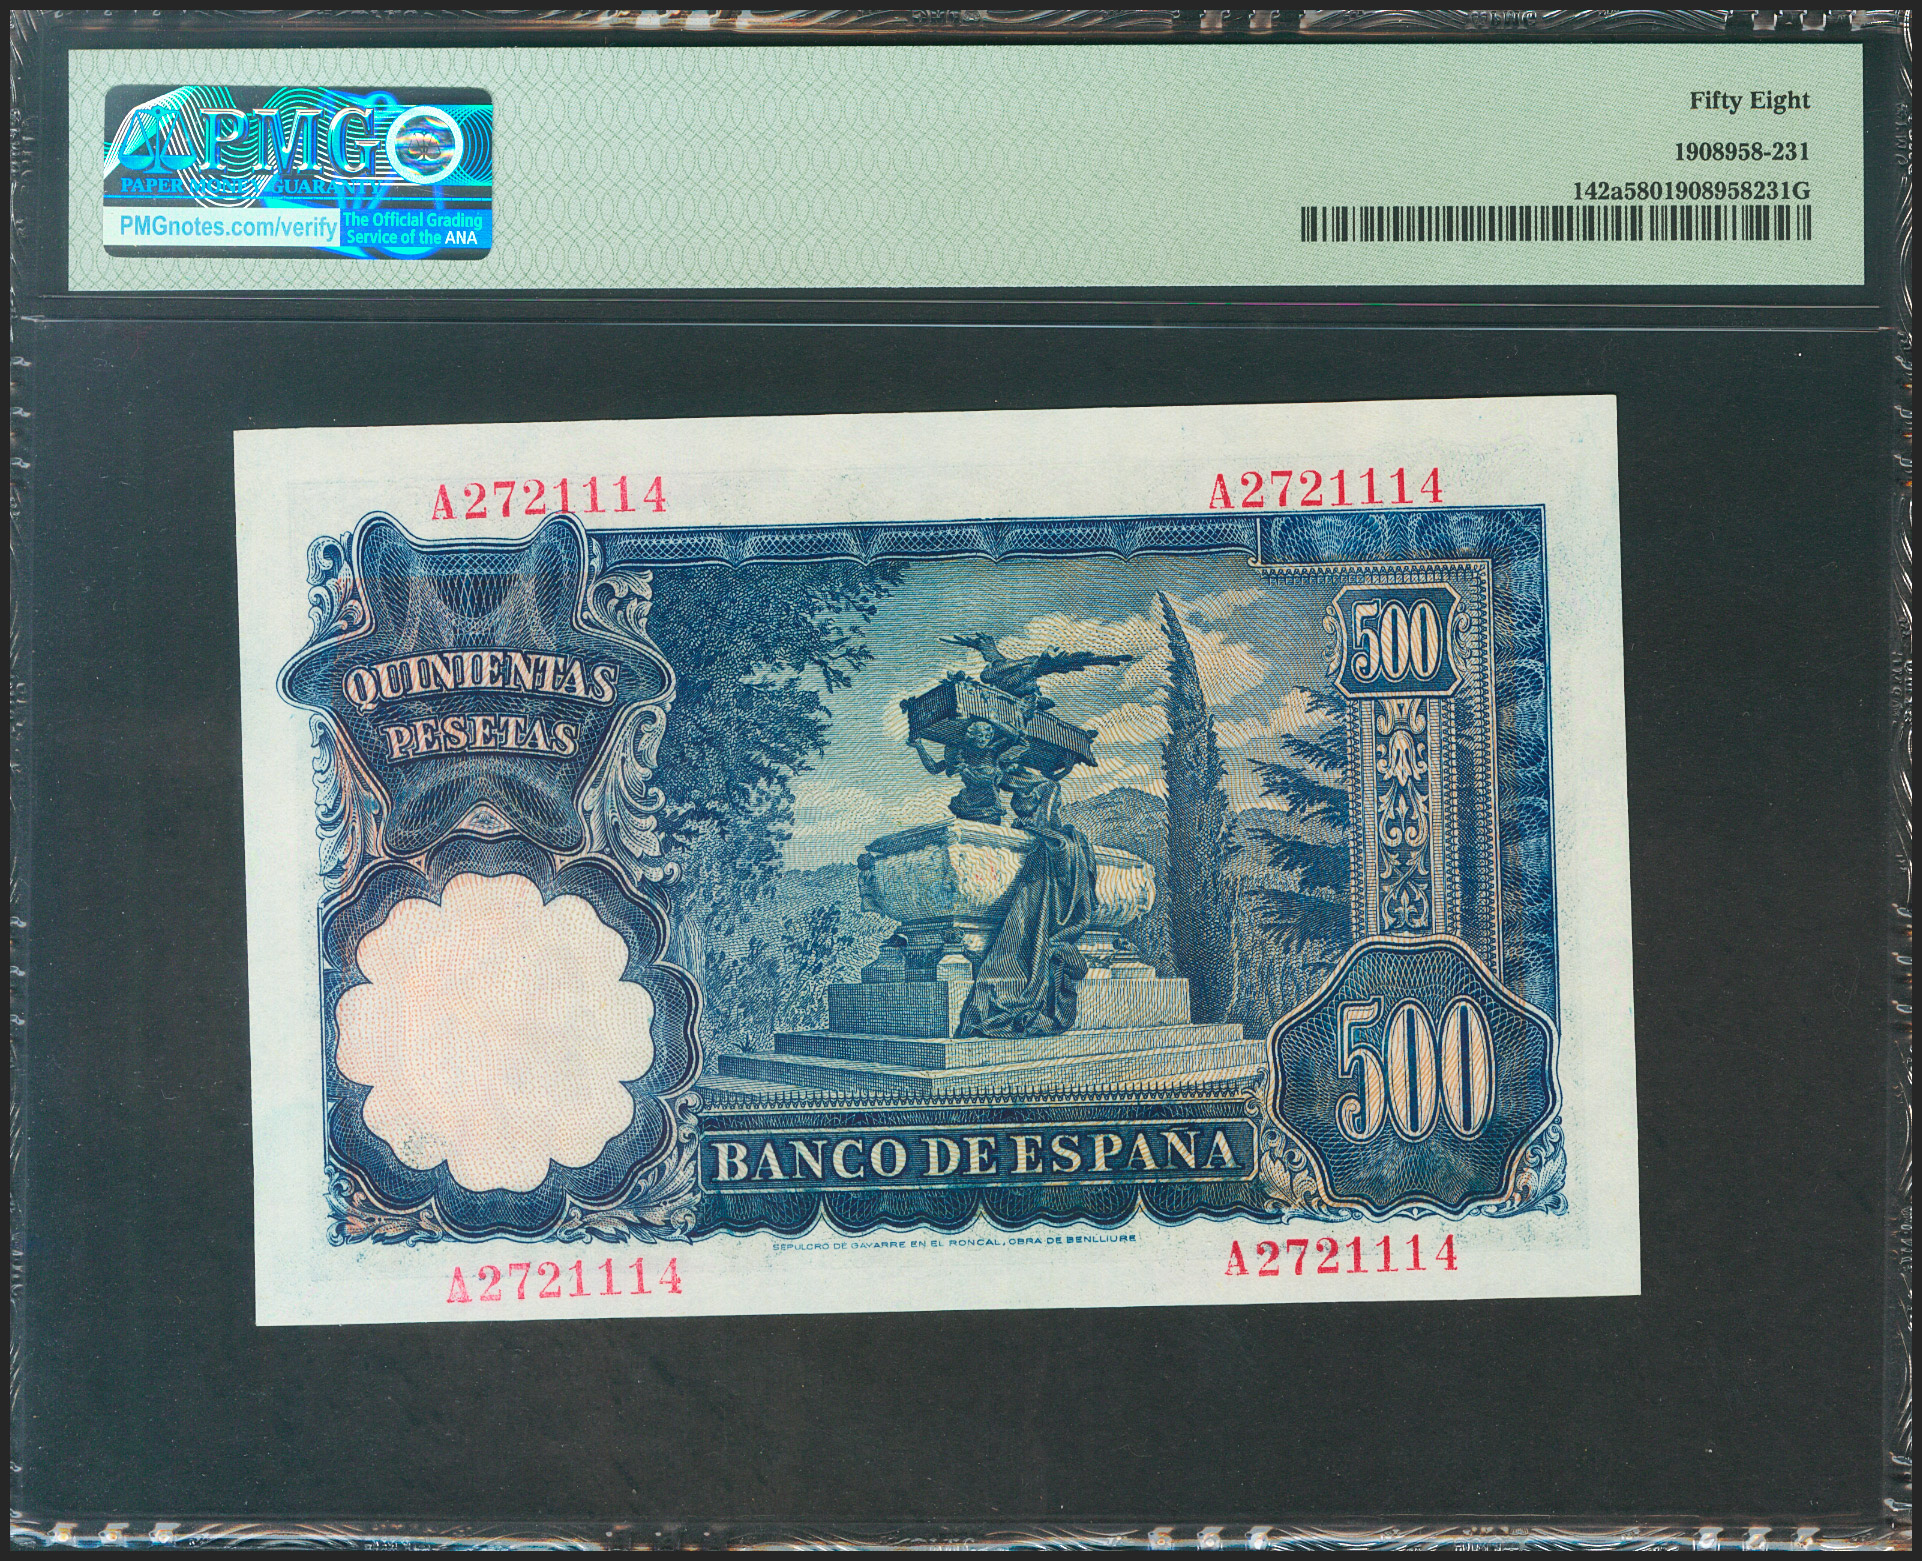 PMG
PAPER MONEY GUARANTY
PMGnotes.com/verify
The Official Grading
Service of the ANA
Fifty Eight
1908958-231
142a5801908958231G
A2721114
A2721114
QUINIENTAS
PESETAS
500
500
BANCO DE ESPAÑA
SEPULCRO DE GAYARRE EN EL RONCAL, OBRA DE BENLLIURE
A2721114
A2721114